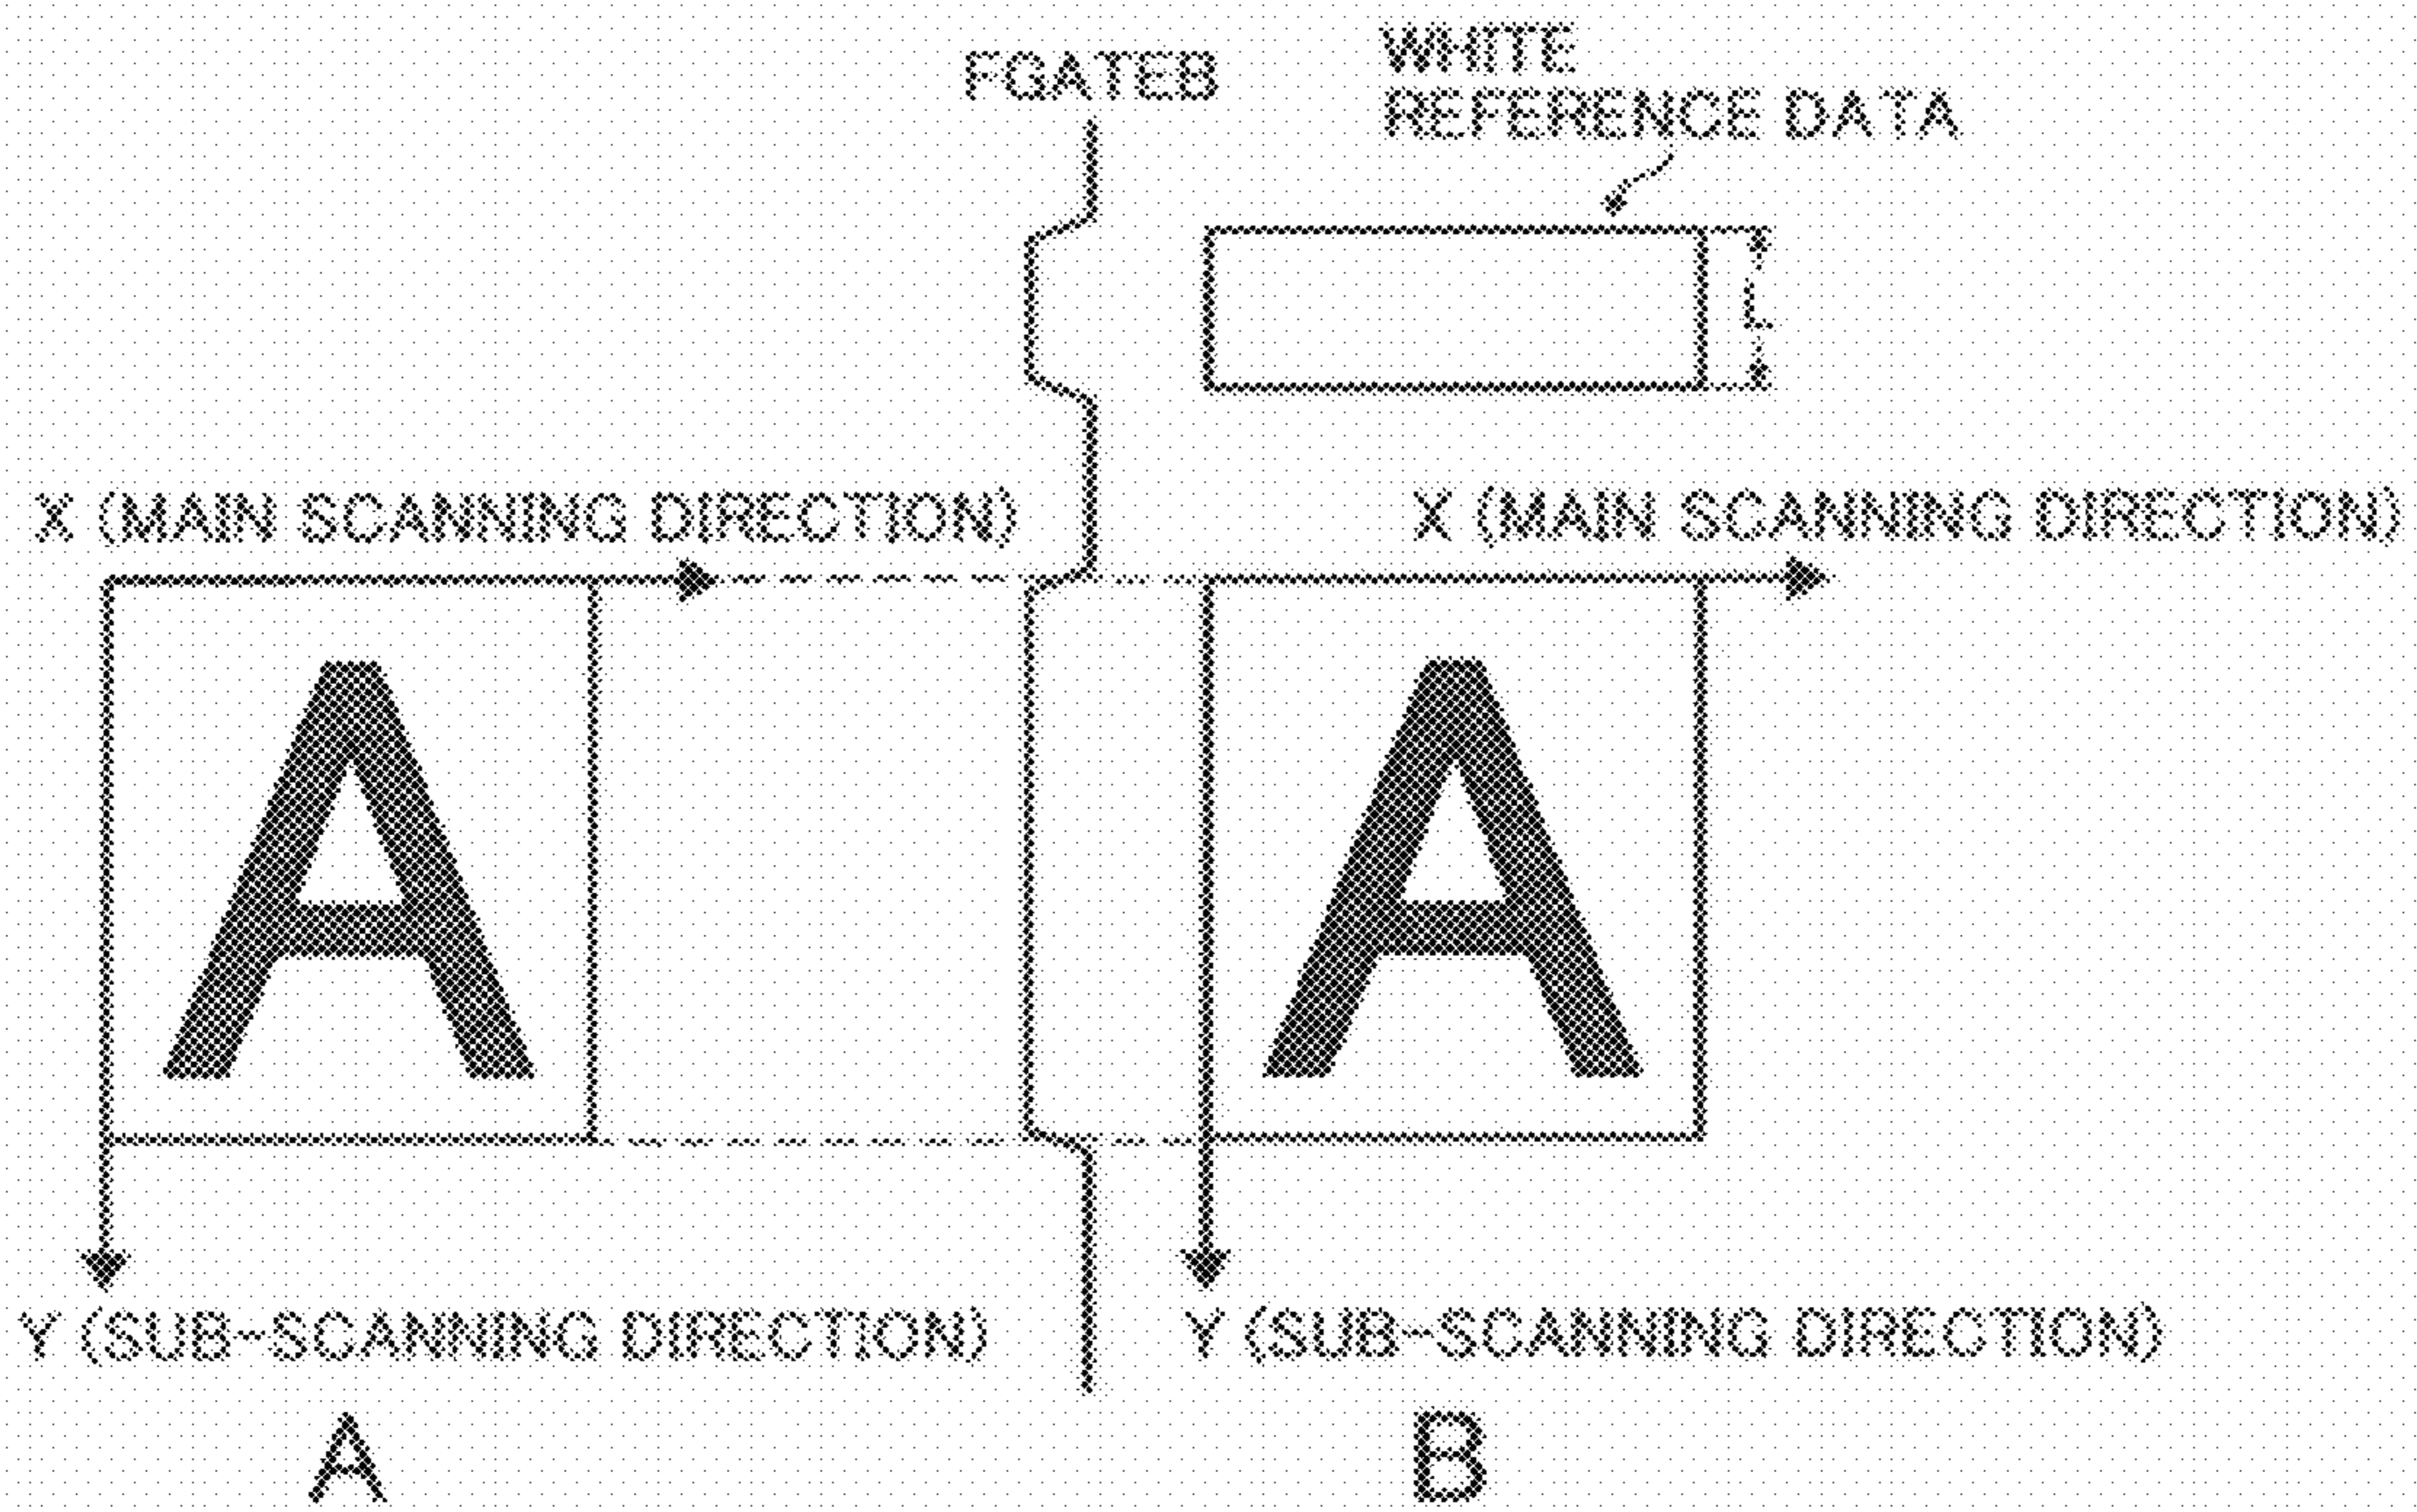 FGATEB
WHITE
REFERENCE DATA
L
X (MAIN SCANNING DIRECTION)
X (MAIN SCANNING DIRECTION)
A
A
Y (SUB-SCANNING DIRECTION)
Y (SUB-SCANNING DIRECTION)
A
B